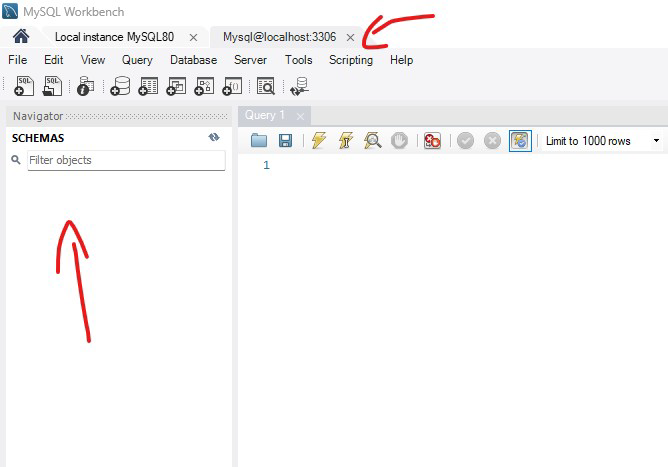 MySQL Workbench
Local instance MySQL80 Mysql@localhost:3306
File Edit View Query Database Server Tools Scripting Help
SQL SQL
Navigator
Query 1
SCHEMAS
Filter objects
Limit to 1000 rows
1